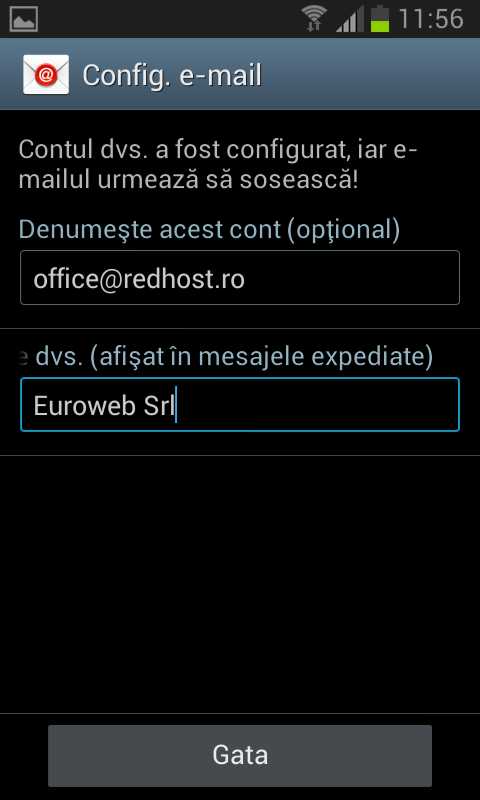 11:56
@
Config. e-mail
Contul dvs. a fost configurat, iar e-
mailul urmează să sosească!
Denumeşte acest cont (opţional)
office@redhost.ro
e dvs. (afişat în mesajele expediate)
Euroweb Srl
Gata